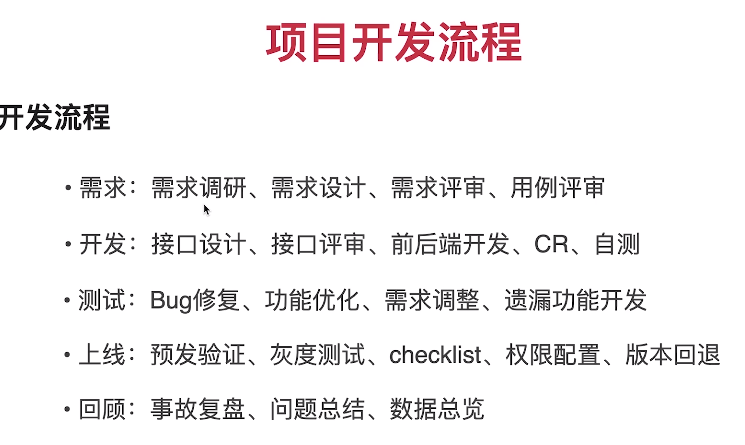 项目开发流程
开发流程
• 需求：需求调研、需求设计、需求评审、用例评审
• 开发：接口设计、接口评审、前后端开发、CR、自测
• 测试：Bug修复、功能优化、需求调整、遗漏功能开发
• 上线：预发验证、灰度测试、checklist、权限配置、版本回退
• 回顾：事故复盘、问题总结、数据总览